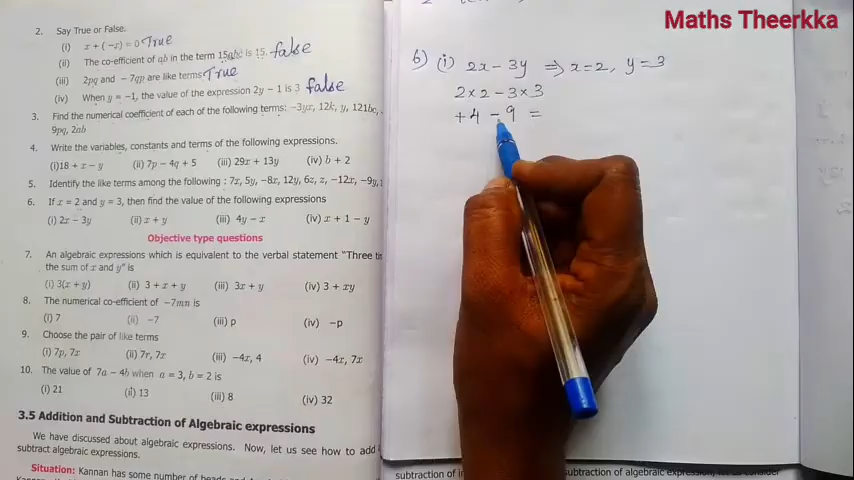 Maths Theerkka
2. Say True or False.
(i) x + (−x) = 0 True
(ii) The co-efficient of ab in the term 15abc is 15. false
(iii) 2pq and − 7qp are like terms True
(iv) When y = −1, the value of the expression 2y − 1 is 3 false
3. Find the numerical coefficient of each of the following terms: −3yx, 12k, y, 121bc,
9pq, 2ab
4. Write the variables, constants and terms of the following expressions.
(i)18 + x − y (ii) 7p − 4q + 5 (iii) 29x + 13y (iv) b + 2
5. Identify the like terms among the following : 7x, 5y, −8x, 12y, 6z, z, −12x, −9y,
6. If x = 2 and y = 3, then find the value of the following expressions
(i) 2x − 3y (ii) x + y (iii) 4y − x (iv) x + 1 − y
Objective type questions
7. An algebraic expressions which is equivalent to the verbal statement "Three
the sum of x and y" is
(i) 3(x + y) (ii) 3 + x + y (iii) 3x + y (iv) 3 + xy
8. The numerical co-efficient of −7mn is
(i) 7 (ii) −7 (iii) p (iv) −p
9. Choose the pair of like terms
(i) 7p, 7x (ii) 7r, 7x (iii) −4x, 4 (iv) −4x, 7x
10. The value of 7a − 4b when a = 3, b = 2 is
(i) 21 (ii) 13 (iii) 8 (iv) 32
3.5 Addition and Subtraction of Algebraic expressions
We have discussed about algebraic expressions. Now, let us see how to add
subtract algebraic expressions.
Situation: Kannan has some number of beads and
6) (i) 2x − 3y ⇒ x = 2, y = 3
2 × 2 − 3 × 3
+4 − 9 =
subtraction of
subtraction of algebraic expression,
consider